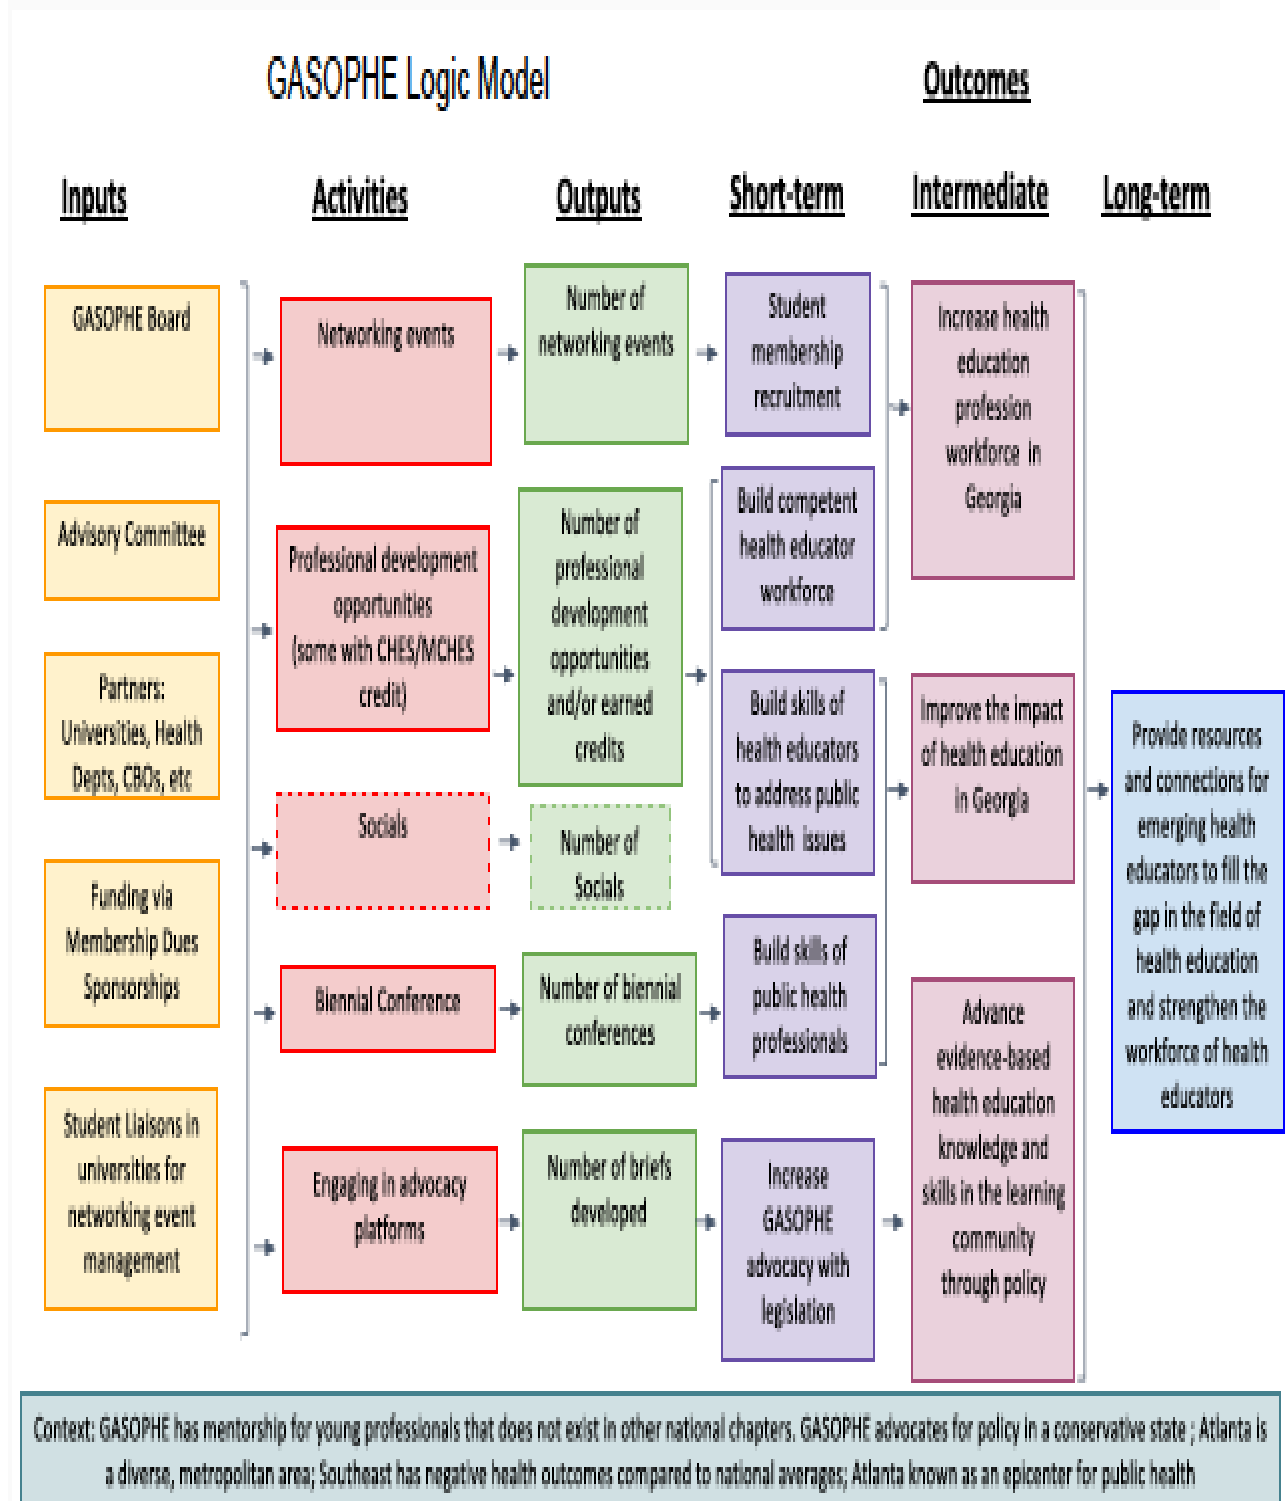 GASOPHE Logic Model
Outcomes
Inputs
Activities
Outputs
Short-term
Intermediate
Long-term
GASOPHE Board
Advisory Committee
Partners:
Universities, Health
Depts, CBOs, etc
Funding via
Membership Dues
Sponsorships
Student Liaisons in
universities for
networking event
management
Networking events
Professional development
opportunities
(some with CHES/MCHES
credit)
Socials
Biennial Conference
Engaging in advocacy
platforms
Number of
networking events
Number of
professional
development
opportunities
and/or earned
credits
Number of
Socials
Number of biennial
conferences
Number of briefs
developed
Student
membership
recruitment
Build competent
health educator
workforce
Build skills of
health educators
to address public
health issues
Build skills of
public health
professionals
Increase
GASOPHE
advocacy with
legislation
Increase health
education
profession
workforce in
Georgia
Improve the impact
of health education
in Georgia
Advance
evidence-based
health education
knowledge and
skills in the learning
community
through policy
Provide resources
and connections for
emerging health
educators to fill the
gap in the field of
health education
and strengthen the
workforce of health
educators
Context: GASOPHE has mentorship for young professionals that does not exist in other national chapters. GASOPHE advocates for policy in a conservative state ; Atlanta is
a diverse, metropolitan area; Southeast has negative health outcomes compared to national averages; Atlanta known as an epicenter for public health